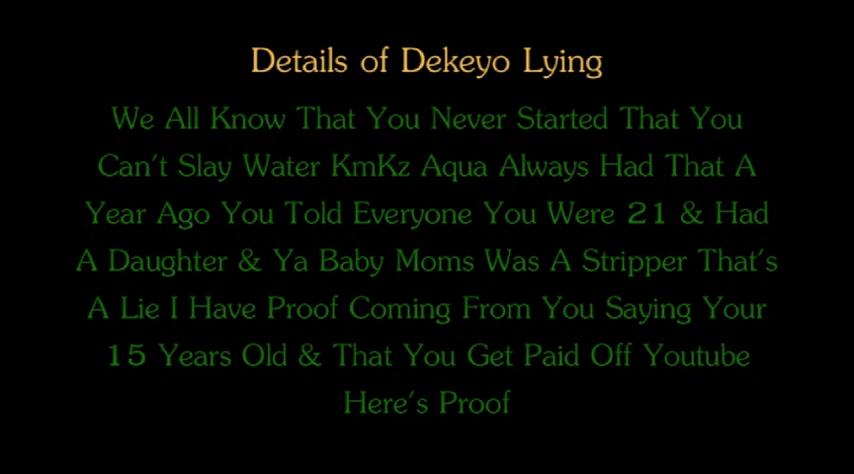 Details of Dekeyo Lying
We All Know That You Never Started That You
Can't Slay Water KmKz Aqua Always Had That A
Year Ago You Told Everyone You Were 21 & Had
A Daughter & Ya Baby Moms Was A Stripper That's
A Lie I Have Proof Coming From You Saying Your
15 Years Old & That You Get Paid Off Youtube
Here's Proof